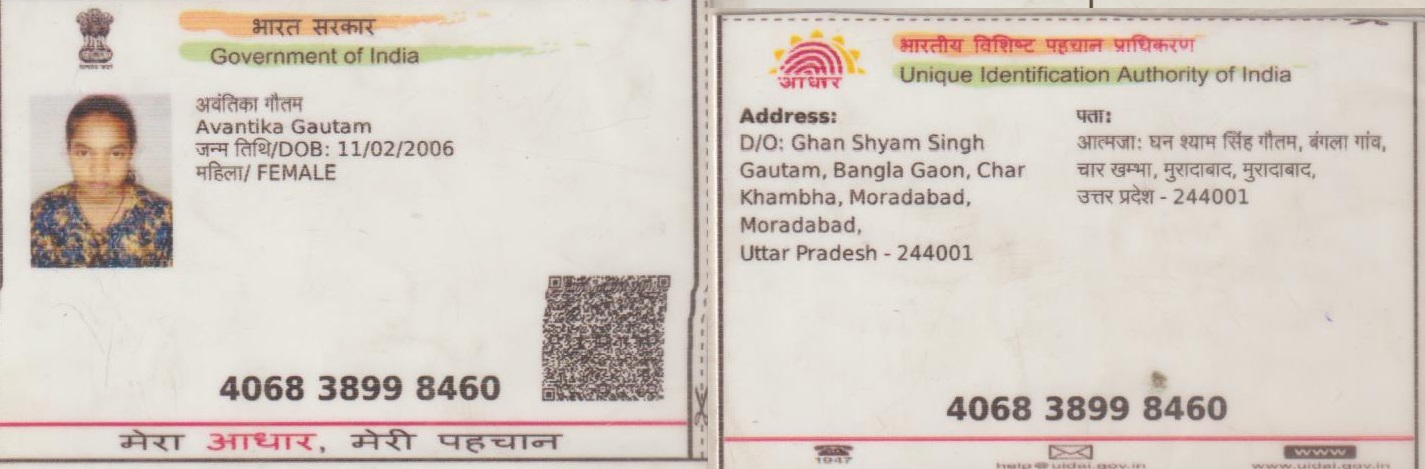 भारत सरकार
Government of India
अवंतिका गौतम
Avantika Gautam
जन्म तिथि/DOB: 11/02/2006
महिला/ FEMALE
4068 3899 8460
मेरा आधार, मेरी पहचान
आधार
भारतीय विशिष्ट पहचान प्राधिकरण
Unique Identification Authority of India
Address:
D/O: Ghan Shyam Singh
Gautam, Bangla Gaon, Char
Khambha, Moradabad,
Moradabad,
Uttar Pradesh - 244001
पता:
आत्मजा: घन श्याम सिंह गौतम, बंगला गांव,
चार खम्भा, मुरादाबाद, मुरादाबाद,
उत्तर प्रदेश - 244001
4068 3899 8460
1947
help@uidai.gov.in
www
www.uidai.gov.in